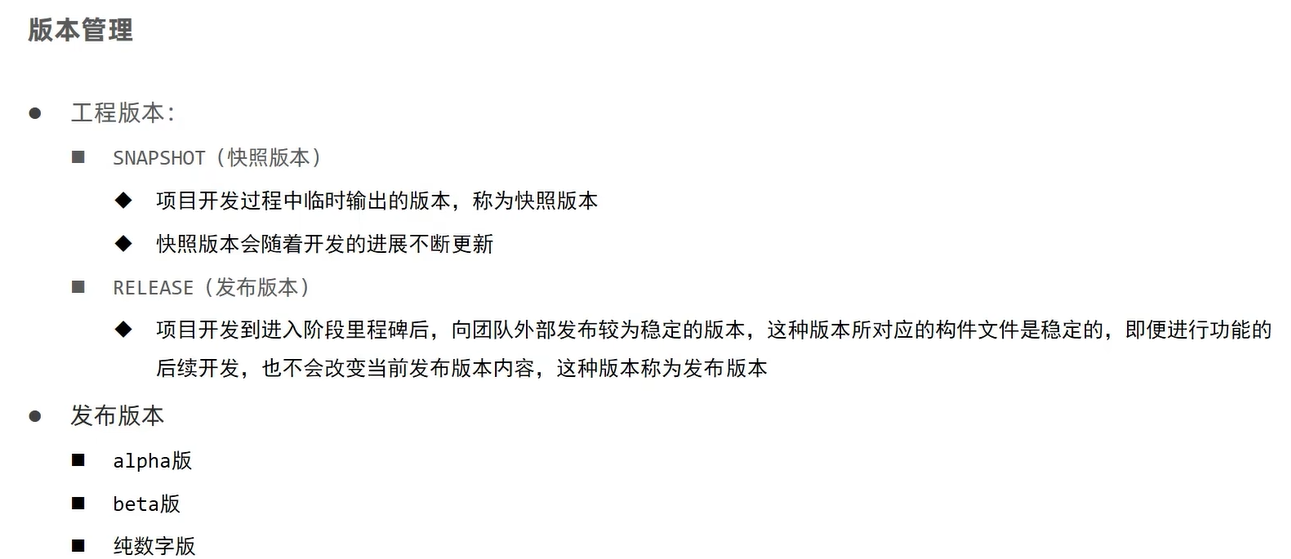 版本管理
工程版本：
SNAPSHOT（快照版本）
项目开发过程中临时输出的版本，称为快照版本
快照版本会随着开发的进展不断更新
RELEASE（发布版本）
项目开发到进入阶段里程碑后，向团队外部发布较为稳定的版本，这种版本所对应的构件文件是稳定的，即便进行功能的
后续开发，也不会改变当前发布版本内容，这种版本称为发布版本
发布版本
alpha版
beta版
纯数字版